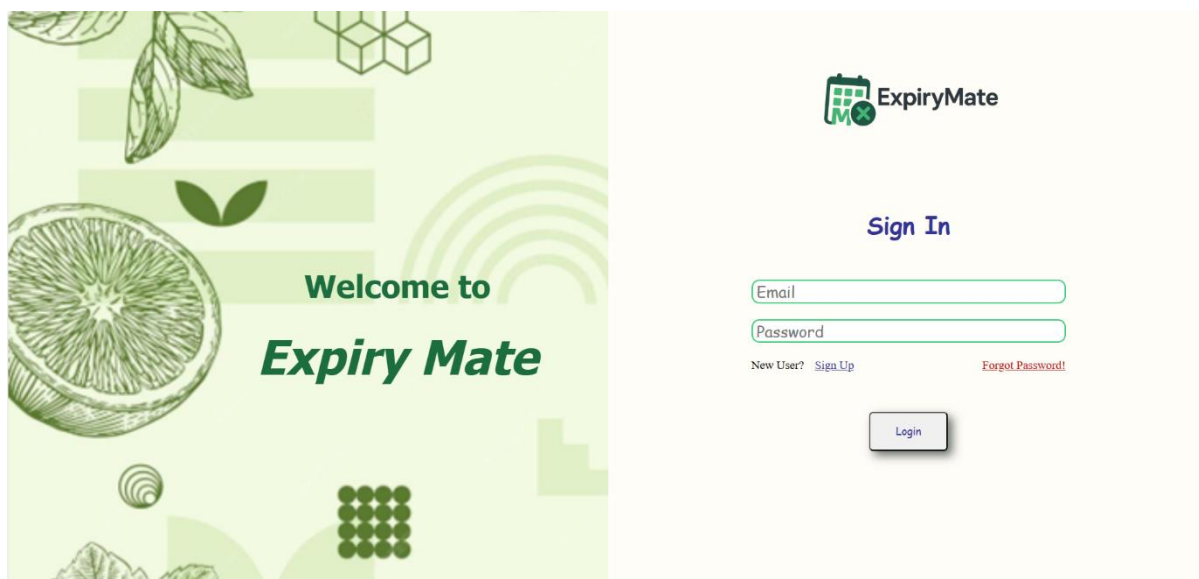 Welcome to
Expiry Mate
ExpiryMate
Sign In
Email
Password
New User? Sign Up
Forgot Password!
Login